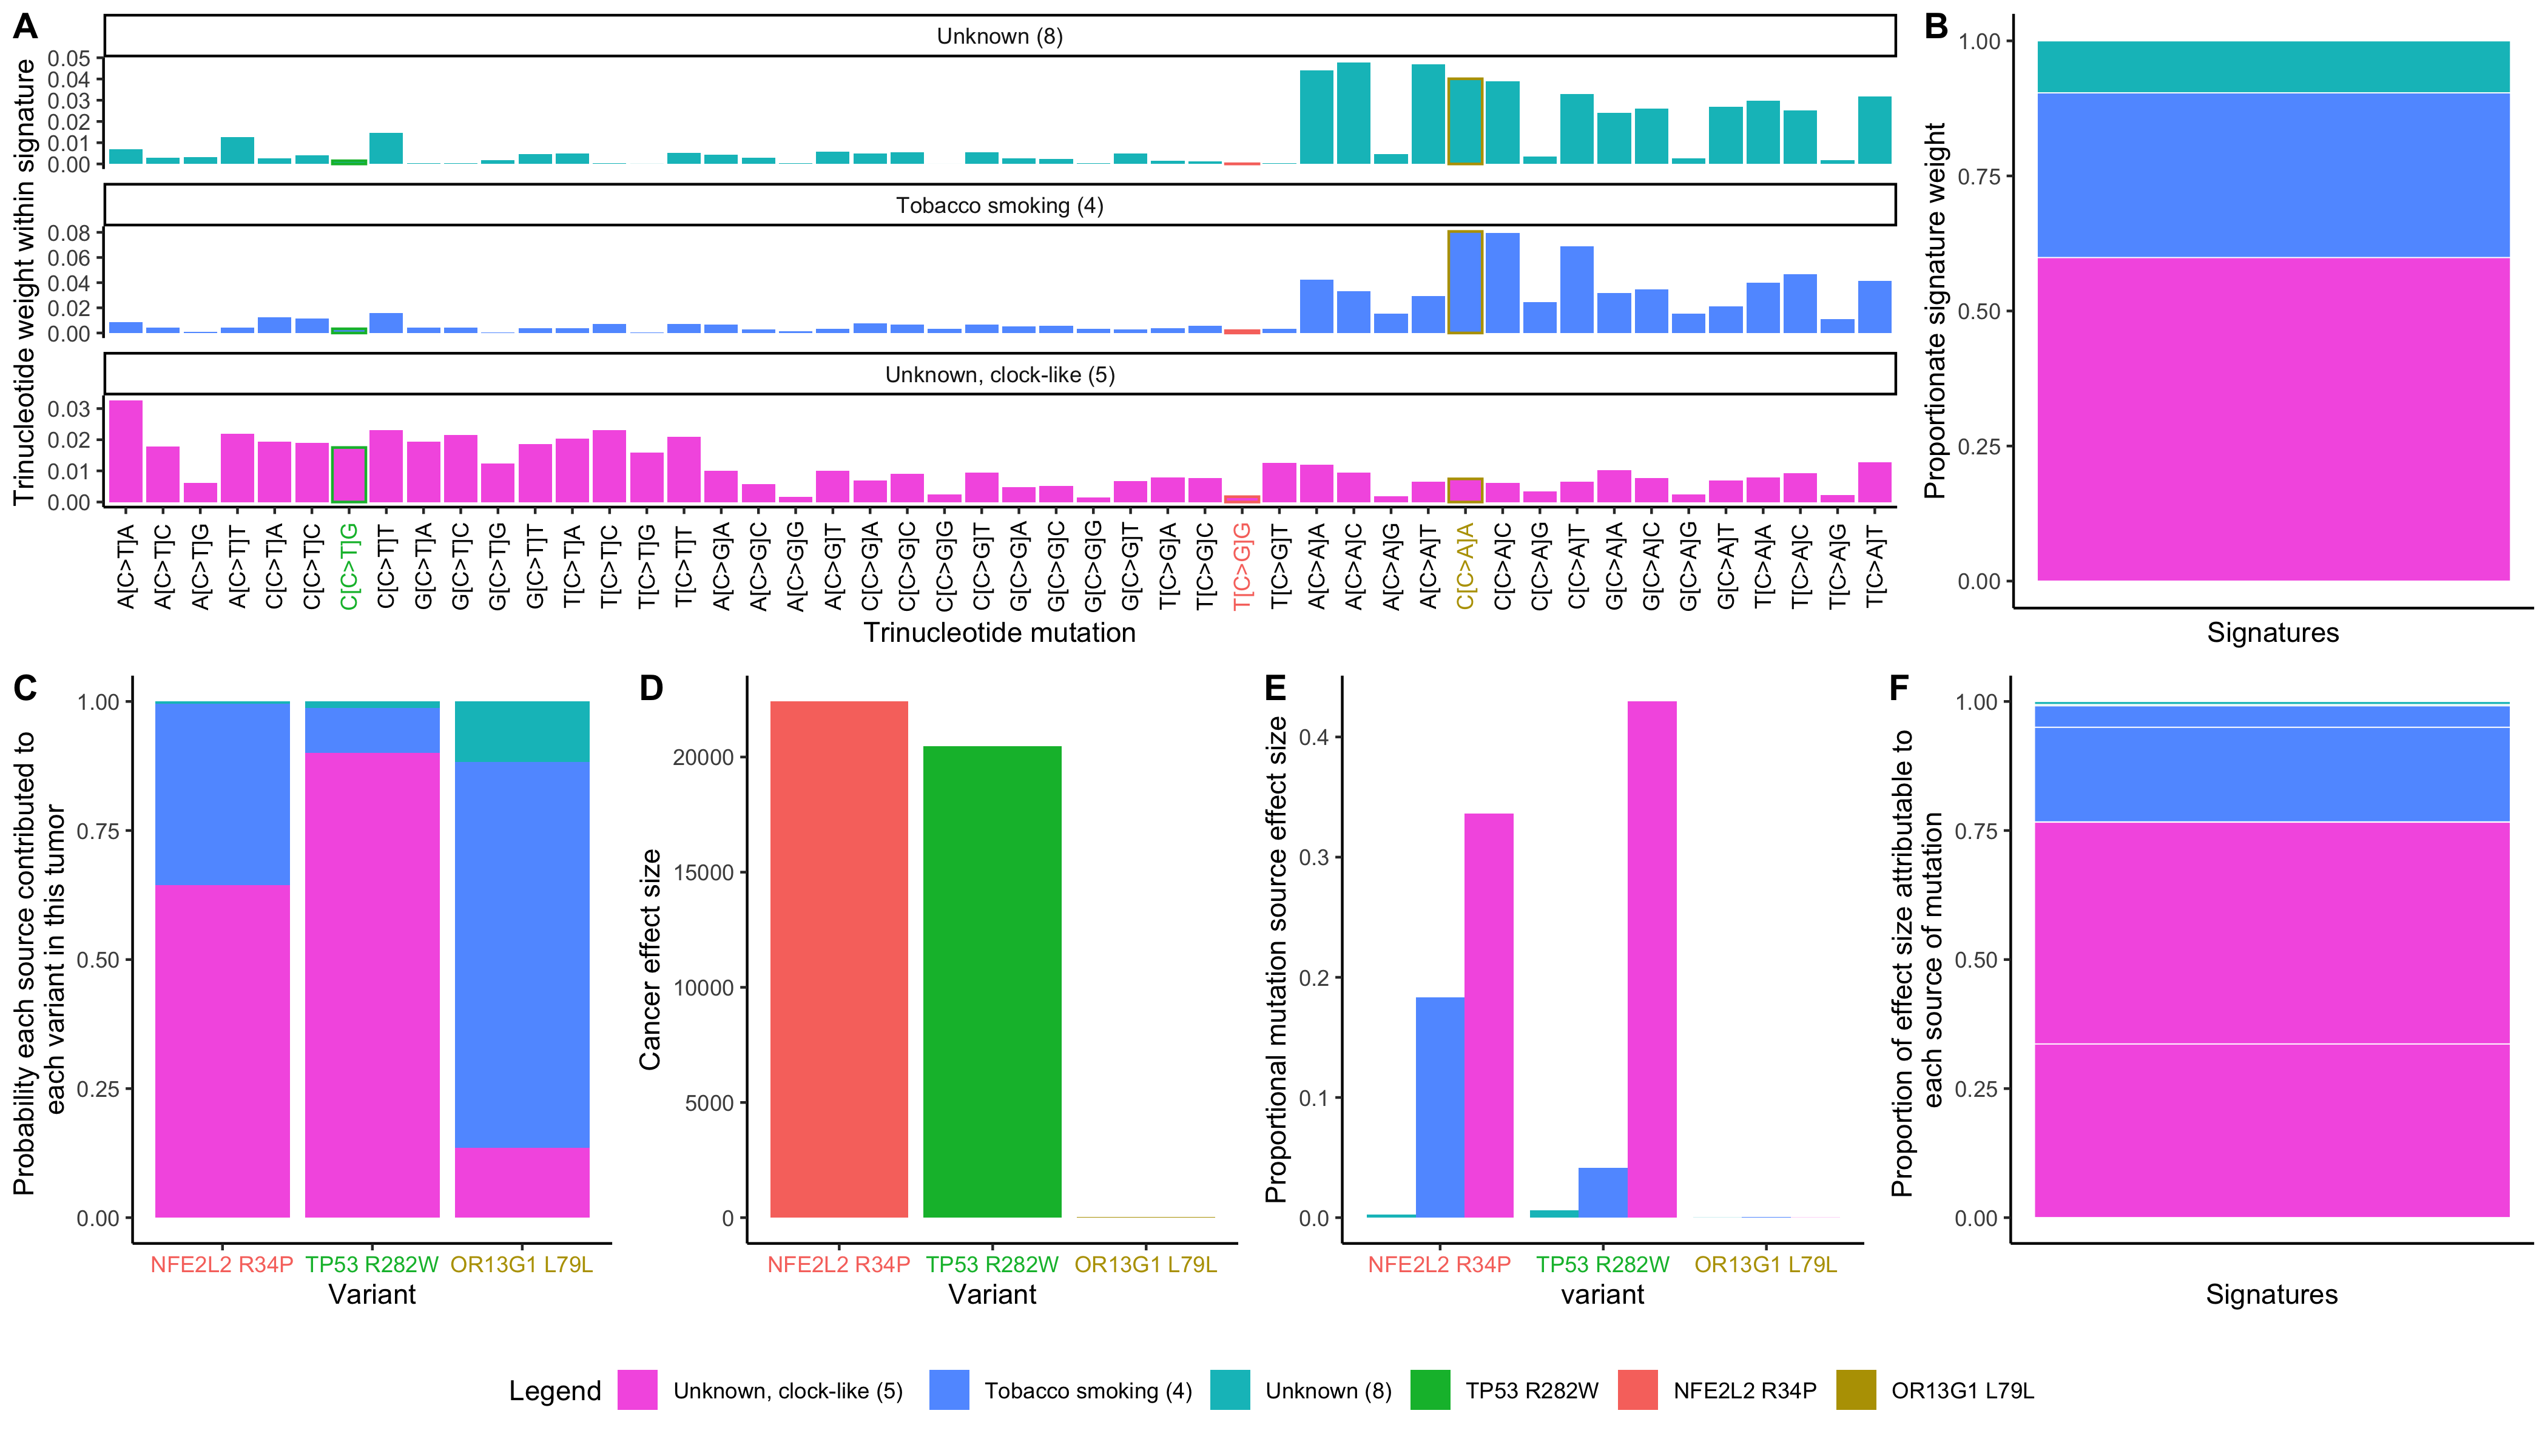 A
Unknown (8)
Trinucleotide weight within signature
0.05
0.04
0.03
0.02
0.01
0.00
Tobacco smoking (4)
0.08
0.06
0.04
0.02
0.00
Unknown, clock-like (5)
0.03
0.02
0.01
0.00
A[C>T]A
A[C>T]C
A[C>T]G
A[C>T]T
C[C>T]A
C[C>T]C
C[C>T]G
C[C>T]T
G[C>T]A
G[C>T]C
G[C>T]G
G[C>T]T
T[C>T]A
T[C>T]C
T[C>T]G
T[C>T]T
A[C>G]A
A[C>G]C
A[C>G]G
A[C>G]T
C[C>G]A
C[C>G]C
C[C>G]G
C[C>G]T
G[C>G]A
G[C>G]C
G[C>G]G
G[C>G]T
T[C>G]A
T[C>G]C
T[C>G]G
T[C>G]T
A[C>A]A
A[C>A]C
A[C>A]G
A[C>A]T
C[C>A]A
C[C>A]C
C[C>A]G
C[C>A]T
G[C>A]A
G[C>A]C
G[C>A]G
G[C>A]T
T[C>A]A
T[C>A]C
T[C>A]G
T[C>A]T
Trinucleotide mutation
B
Proportionate signature weight
1.00
0.75
0.50
0.25
0.00
Signatures
C
Probability each source contributed to
each variant in this tumor
1.00
0.75
0.50
0.25
0.00
NFE2L2 R34P
TP53 R282W
OR13G1 L79L
Variant
D
Cancer effect size
20000
15000
10000
5000
0
NFE2L2 R34P
TP53 R282W
OR13G1 L79L
Variant
E
Proportional mutation source effect size
0.4
0.3
0.2
0.1
0.0
NFE2L2 R34P
TP53 R282W
OR13G1 L79L
variant
F
Proportion of effect size attributable to
each source of mutation
1.00
0.75
0.50
0.25
0.00
Signatures
Legend
Unknown, clock-like (5)
Tobacco smoking (4)
Unknown (8)
TP53 R282W
NFE2L2 R34P
OR13G1 L79L